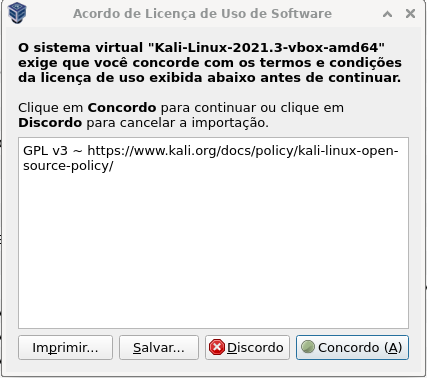 Acordo de Licença de Uso de Software
O sistema virtual "Kali-Linux-2021.3-vbox-amd64"
exige que você concorde com os termos e condições
da licença de uso exibida abaixo antes de continuar.
Clique em Concordo para continuar ou clique em
Discordo para cancelar a importação.
GPL v3 ~ https://www.kali.org/docs/policy/kali-linux-open-
source-policy/
Imprimir... Salvar... Discordo Concordo (A)